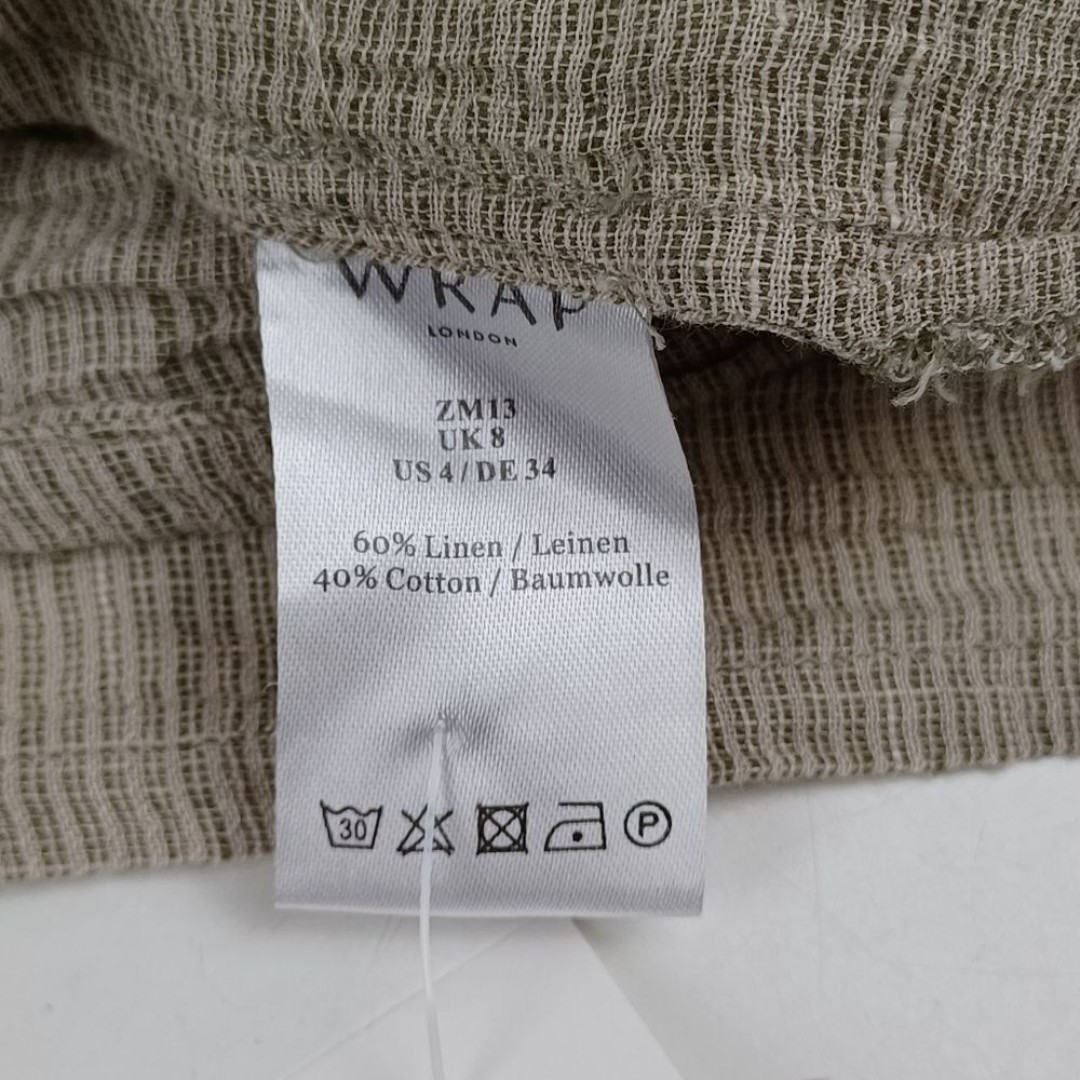 WRAP
LONDON
ZM13
UK 8
US 4 / DE 34
60% Linen / Leinen
40% Cotton / Baumwolle
30
P